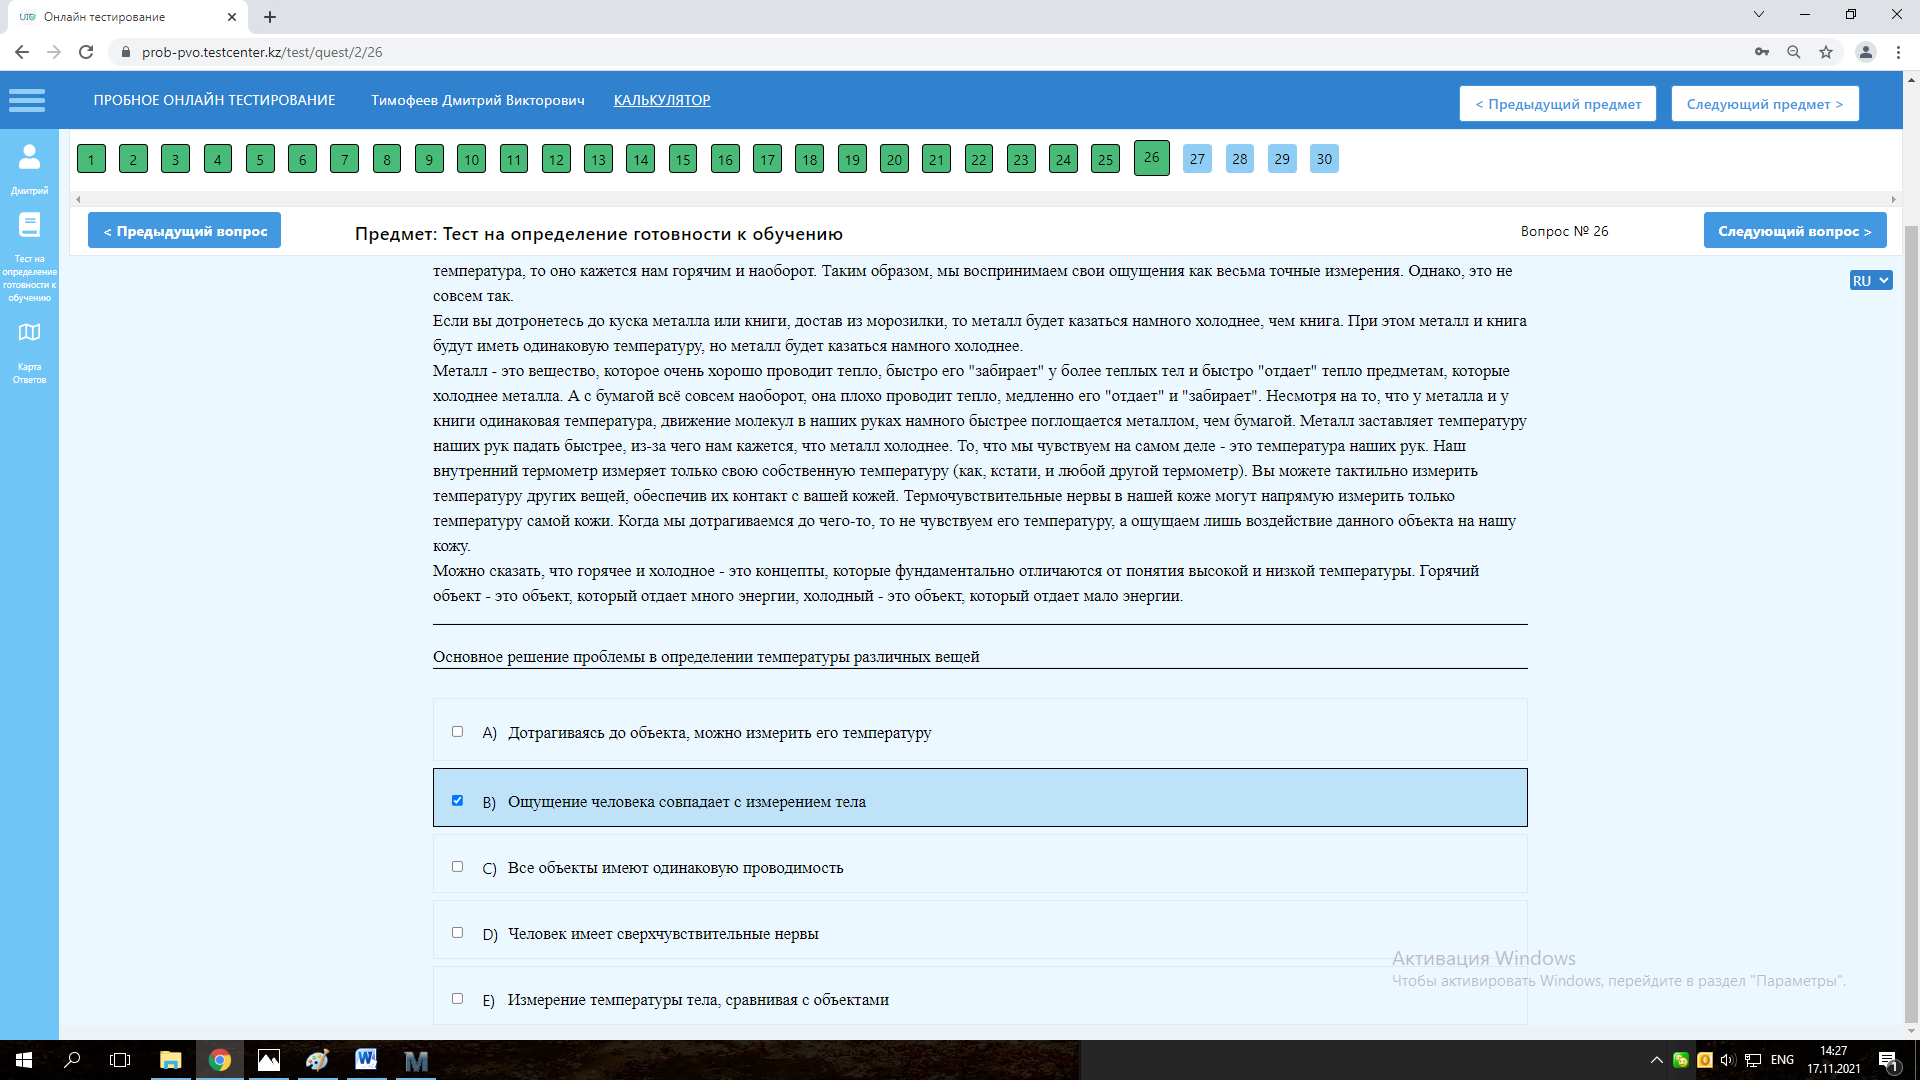 UTO Онлайн тестирование
prob-pvo.testcenter.kz/test/quest/2/26
ПРОБНОЕ ОНЛАЙН ТЕСТИРОВАНИЕ Тимофеев Дмитрий Викторович КАЛЬКУЛЯТОР < Предыдущий предмет Следующий предмет >
1 2 3 4 5 6 7 8 9 10 11 12 13 14 15 16 17 18 19 20 21 22 23 24 25 26 27 28 29 30
Дмитрий
Тест на
определение
готовности к
обучению
Карта
Ответов
< Предыдущий вопрос Предмет: Тест на определение готовности к обучению Вопрос № 26 Следующий вопрос >
RU
температура, то оно кажется нам горячим и наоборот. Таким образом, мы воспринимаем свои ощущения как весьма точные измерения. Однако, это не
совсем так.
Если вы дотронетесь до куска металла или книги, достав из морозилки, то металл будет казаться намного холоднее, чем книга. При этом металл и книга
будут иметь одинаковую температуру, но металл будет казаться намного холоднее.
Металл - это вещество, которое очень хорошо проводит тепло, быстро его "забирает" у более теплых тел и быстро "отдает" тепло предметам, которые
холоднее металла. А с бумагой всё совсем наоборот, она плохо проводит тепло, медленно его "отдает" и "забирает". Несмотря на то, что у металла и у
книги одинаковая температура, движение молекул в наших руках намного быстрее поглощается металлом, чем бумагой. Металл заставляет температуру
наших рук падать быстрее, из-за чего нам кажется, что металл холоднее. То, что мы чувствуем на самом деле - это температура наших рук. Наш
внутренний термометр измеряет только свою собственную температуру (как, кстати, и любой другой термометр). Вы можете тактильно измерить
температуру других вещей, обеспечив их контакт с вашей кожей. Термочувствительные нервы в нашей коже могут напрямую измерить только
температуру самой кожи. Когда мы дотрагиваемся до чего-то, то не чувствуем его температуру, а ощущаем лишь воздействие данного объекта на нашу
кожу.
Можно сказать, что горячее и холодное - это концепты, которые фундаментально отличаются от понятия высокой и низкой температуры. Горячий
объект - это объект, который отдает много энергии, холодный - это объект, который отдает мало энергии.
Основное решение проблемы в определении температуры различных вещей
A) Дотрагиваясь до объекта, можно измерить его температуру
B) Ощущение человека совпадает с измерением тела
C) Все объекты имеют одинаковую проводимость
D) Человек имеет сверхчувствительные нервы
E) Измерение температуры тела, сравнивая с объектами
Активация Windows
Чтобы активировать Windows, перейдите в раздел "Параметры".
ENG
14:27
17.11.2021
1